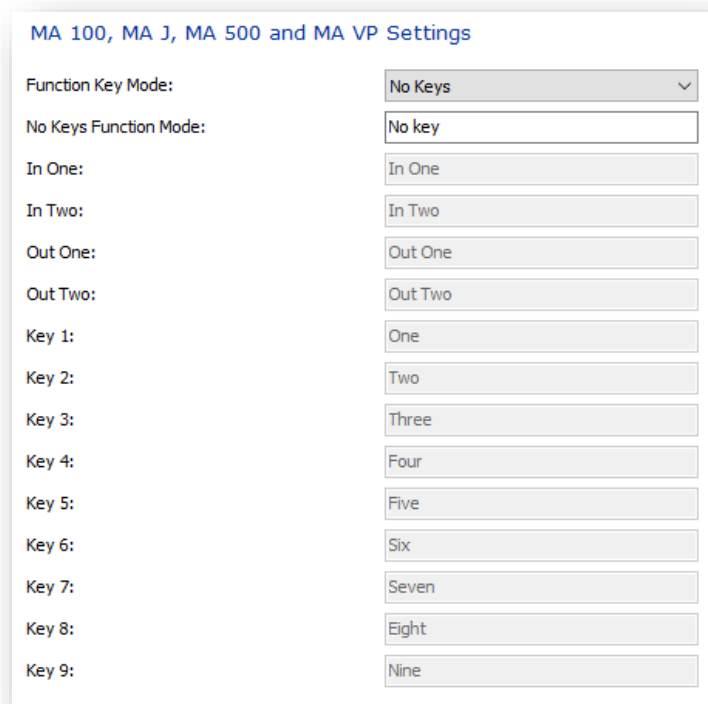 MA 100, MA J, MA 500 and MA VP Settings
Function Key Mode: No Keys
No Keys Function Mode: No key
In One: In One
In Two: In Two
Out One: Out One
Out Two: Out Two
Key 1: One
Key 2: Two
Key 3: Three
Key 4: Four
Key 5: Five
Key 6: Six
Key 7: Seven
Key 8: Eight
Key 9: Nine